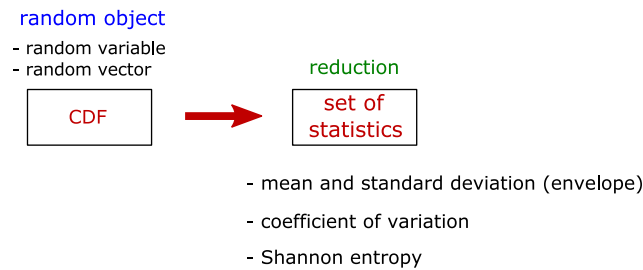 random object
- random variable
- random vector
CDF
reduction
set of
statistics
- mean and standard deviation (envelope)
- coefficient of variation
- Shannon entropy